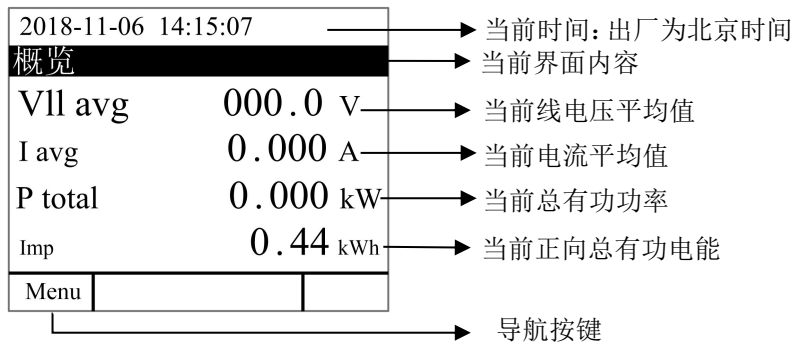 2018-11-06 14:15:07 当前时间：出厂为北京时间
概览 当前界面内容
Vll avg 000.0 V 当前线电压平均值
I avg 0.000 A 当前电流平均值
P total 0.000 kW 当前总有功功率
Imp 0.44 kWh 当前正向总有功电能
Menu
导航按键